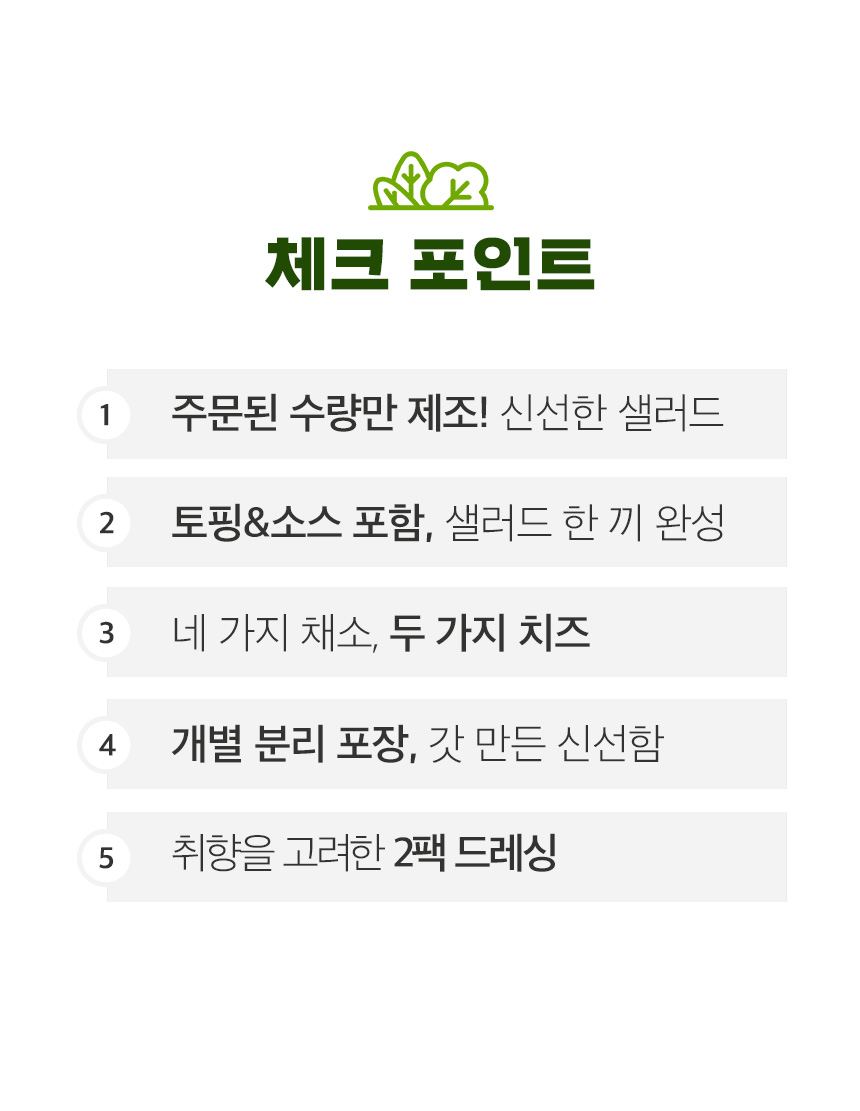 체크 포인트
1 주문된 수량만 제조! 신선한 샐러드
2 토핑&소스 포함, 샐러드 한 끼 완성
3 네 가지 채소, 두 가지 치즈
4 개별 분리 포장, 갓 만든 신선함
5 취향을 고려한 2팩 드레싱